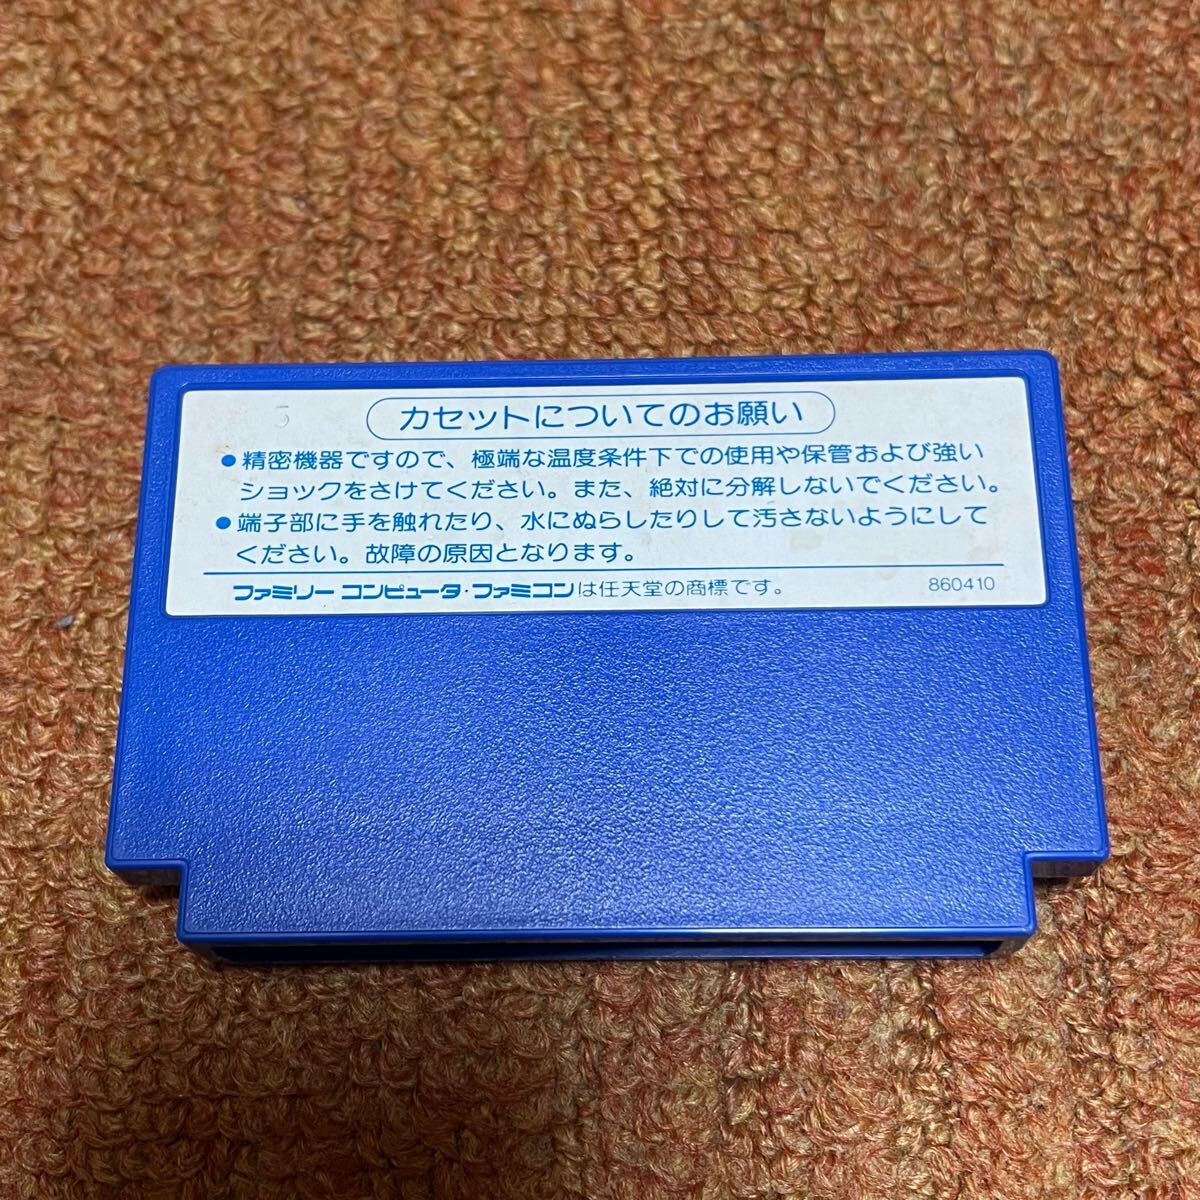 5
カセットについてのお願い
●精密機器ですので、極端な温度条件下での使用や保管および強い
ショックをさけてください。また、絶対に分解しないでください。
●端子部に手を触れたり、水にぬらしたりして汚さないようにして
ください。故障の原因となります。
ファミリー コンピュータ・ファミコンは任天堂の商標です。 860410